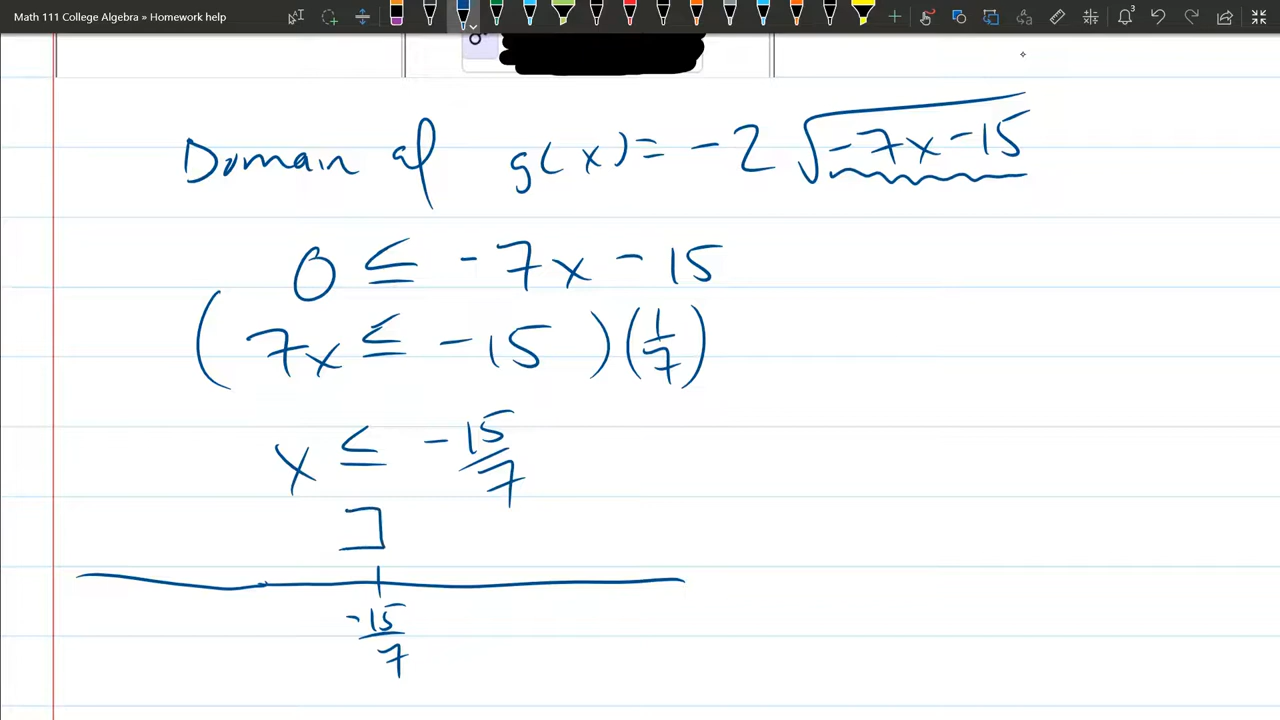 Math 111 College Algebra » Homework help
Domain of g(x) = -2 √-7x-15
0 ≤ -7x - 15
(7x ≤ -15)(1/7)
x ≤ -15/7
]
-15/7